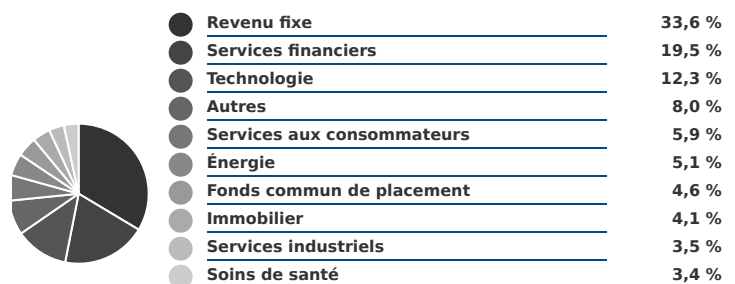 Revenu fixe 33,6 %
Services financiers 19,5 %
Technologie 12,3 %
Autres 8,0 %
Services aux consommateurs 5,9 %
Énergie 5,1 %
Fonds commun de placement 4,6 %
Immobilier 4,1 %
Services industriels 3,5 %
Soins de santé 3,4 %